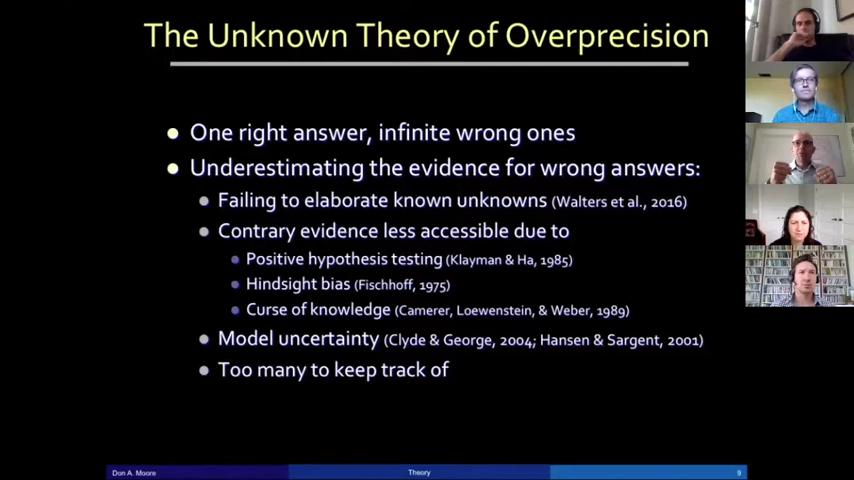 The Unknown Theory of Overprecision
One right answer, infinite wrong ones
Underestimating the evidence for wrong answers:
Failing to elaborate known unknowns (Walters et al., 2016)
Contrary evidence less accessible due to
Positive hypothesis testing (Klayman & Ha, 1985)
Hindsight bias (Fischhoff, 1975)
Curse of knowledge (Camerer, Loewenstein, & Weber, 1989)
Model uncertainty (Clyde & George, 2004; Hansen & Sargent, 2001)
Too many to keep track of
Don A. Moore
Theory
9